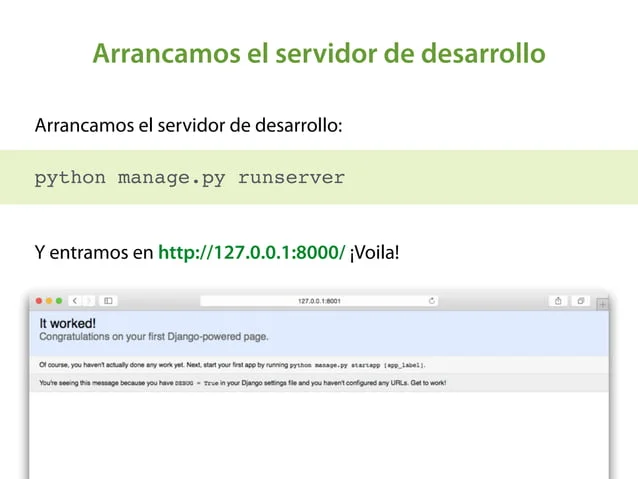 Arrancamos el servidor de desarrollo
Arrancamos el servidor de desarrollo:
python manage.py runserver
Y entramos en http://127.0.0.1:8000/ ¡Voila!
127.0.0.1:8001
It worked!
Congratulations on your first Django-powered page.
Of course, you haven't actually done any work yet. Next, start your first app by running python manage.py startapp [app_label].
You're seeing this message because you have DEBUG = True in your Django settings file and you haven't configured any URLs. Get to work!